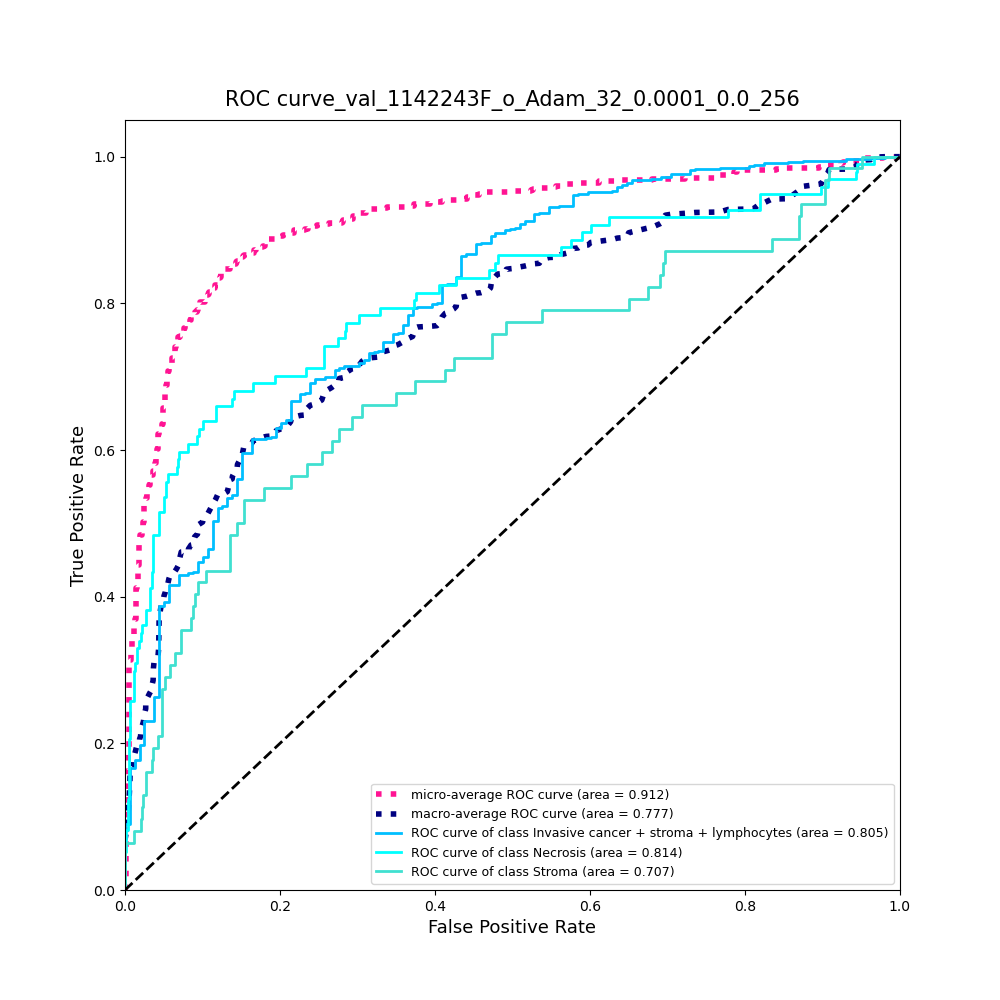 ROC curve_val_1142243F_o_Adam_32_0.0001_0.0_256
True Positive Rate
1.0
0.8
0.6
0.4
0.2
0.0
micro-average ROC curve (area = 0.912)
macro-average ROC curve (area = 0.777)
ROC curve of class Invasive cancer + stroma + lymphocytes (area = 0.805)
ROC curve of class Necrosis (area = 0.814)
ROC curve of class Stroma (area = 0.707)
0.0 0.2 0.4 0.6 0.8 1.0
False Positive Rate